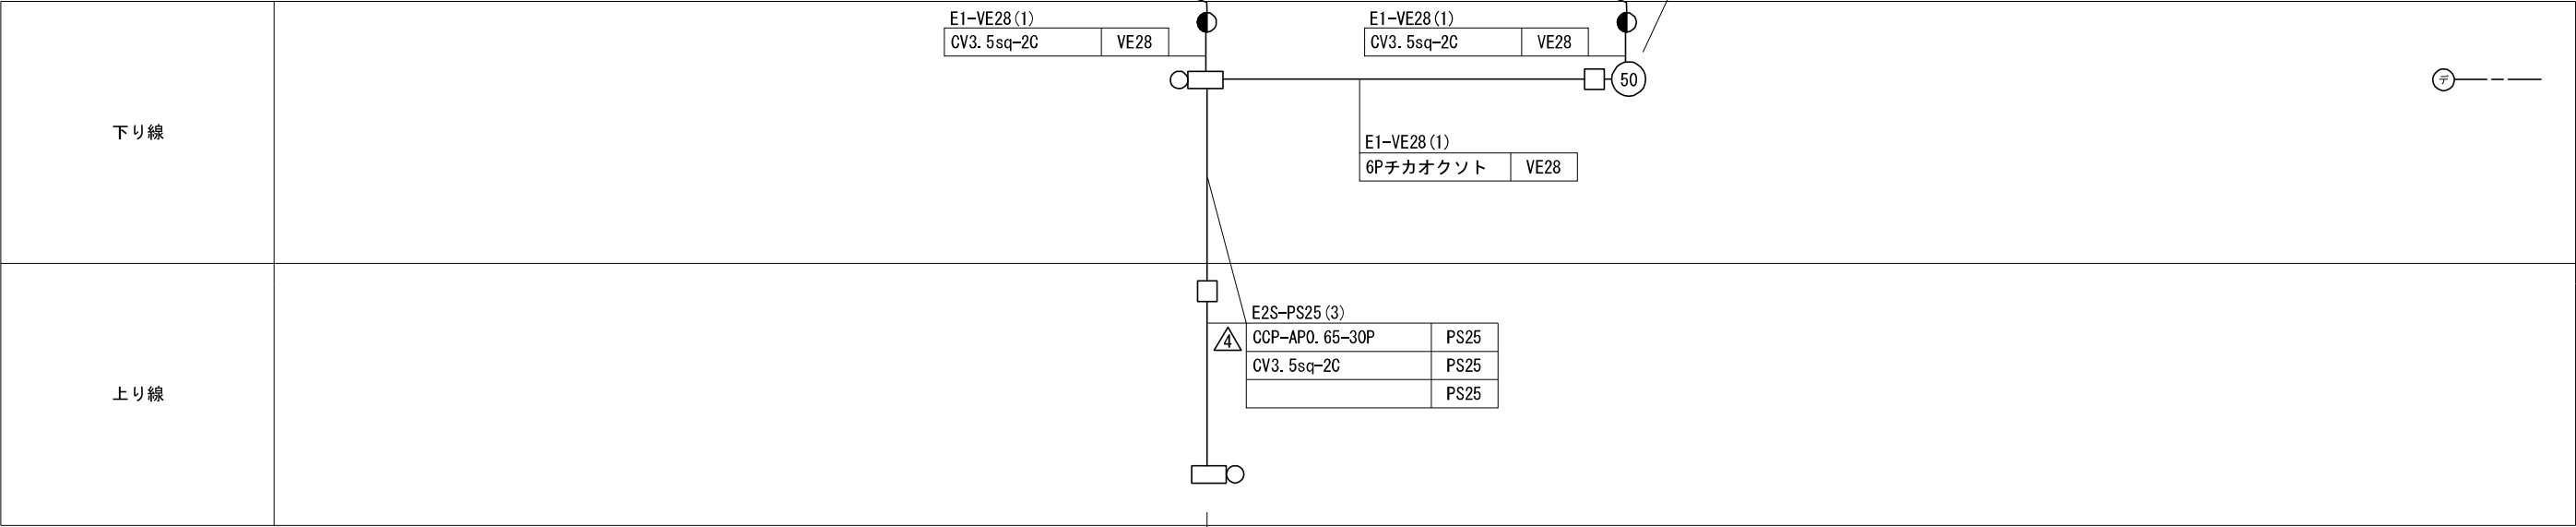 E1-VE28(1)
CV3.5sq-2C VE28
E1-VE28(1)
CV3.5sq-2C VE28
50
デ
下り線
E1-VE28(1)
6Pチカオクソト VE28
E2S-PS25(3)
4
CCP-AP0.65-30P PS25
CV3.5sq-2C PS25
PS25
上り線